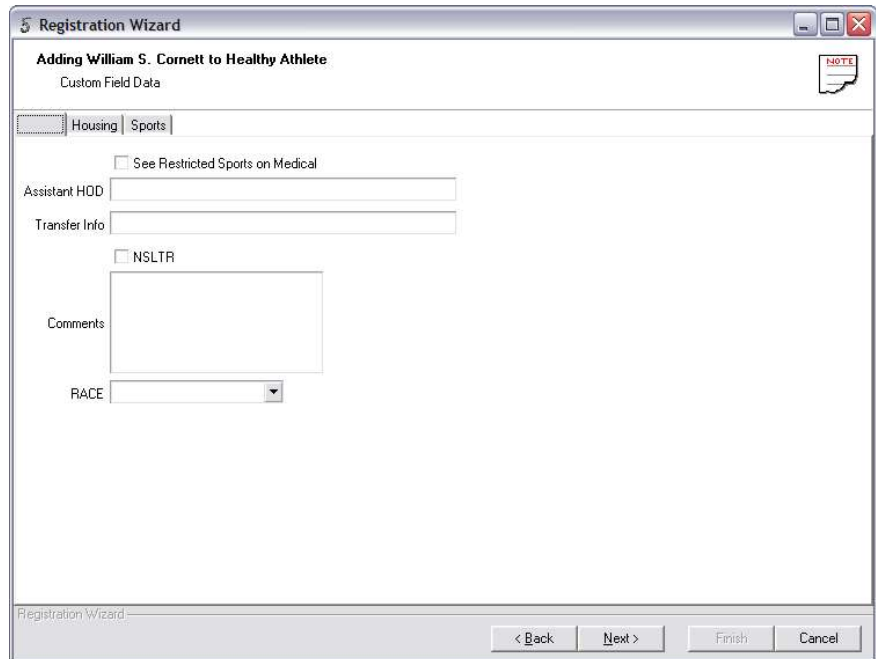 Registration Wizard
Adding William S. Cornett to Healthy Athlete
NOTE
Custom Field Data
Housing Sports
See Restricted Sports on Medical
Assistant HOD
Transfer Info
NSLTR
Comments
RACE
Registration Wizard
< Back Next > Finish Cancel